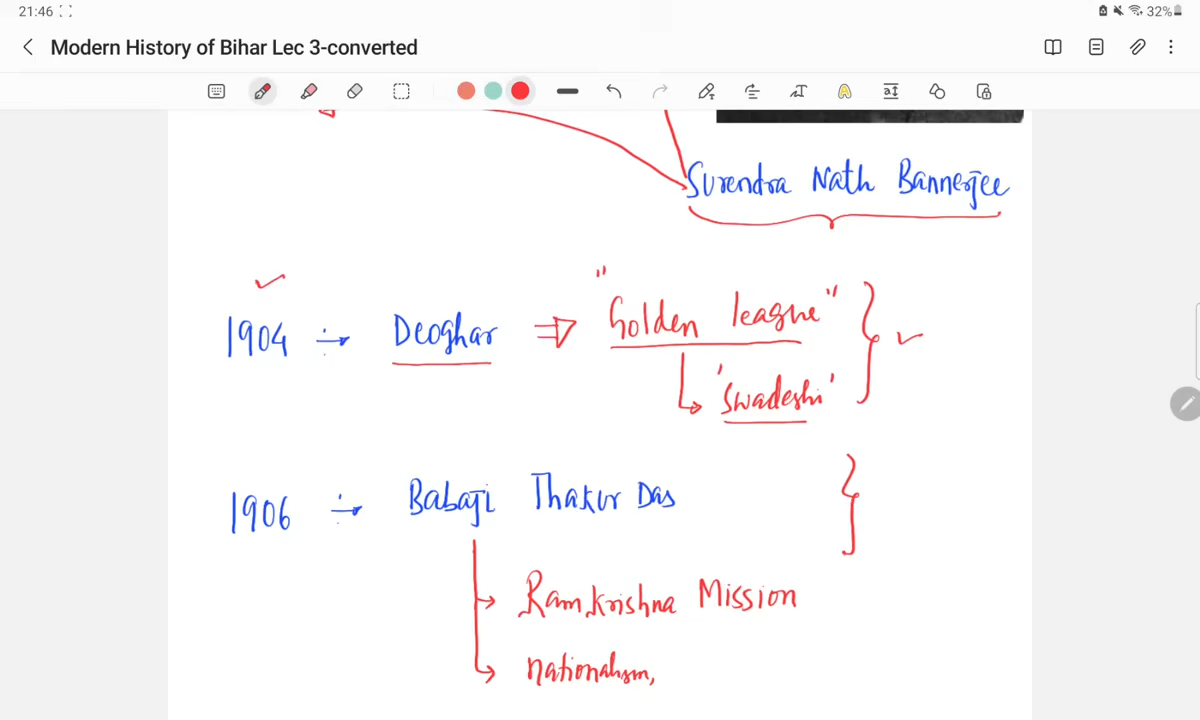 21:46
32%
Modern History of Bihar Lec 3-converted
Surendra Nath Bannerjee
1904 ÷→ Deoghar ⇒ "Golden league"
↳ 'Swadeshi'
1906 ÷→ Babaji Thakur Das
→ Ramkrishna Mission
→ nationalism,